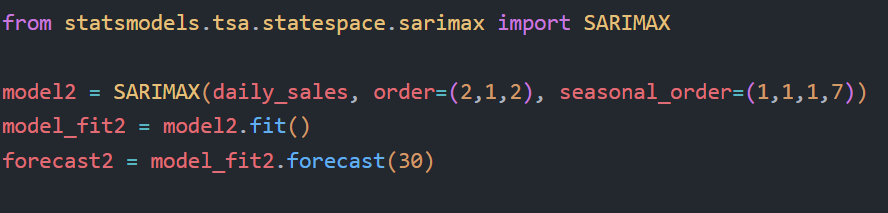 from statsmodels.tsa.statespace.sarimax import SARIMAX
model2 = SARIMAX(daily_sales, order=(2,1,2), seasonal_order=(1,1,1,7))
model_fit2 = model2.fit()
forecast2 = model_fit2.forecast(30)